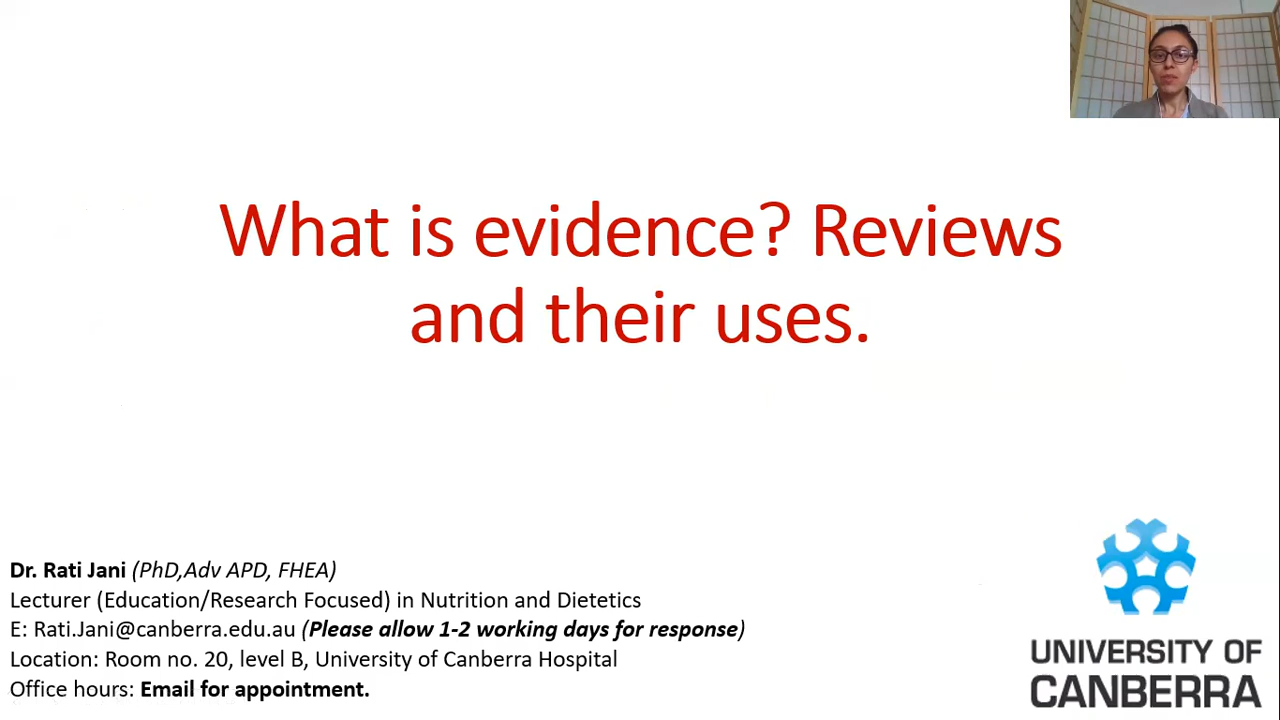 What is evidence? Reviews
and their uses.
Dr. Rati Jani (PhD,Adv APD, FHEA)
Lecturer (Education/Research Focused) in Nutrition and Dietetics
E: Rati.Jani@canberra.edu.au (Please allow 1-2 working days for response)
Location: Room no. 20, level B, University of Canberra Hospital
Office hours: Email for appointment.
UNIVERSITY OF
CANBERRA